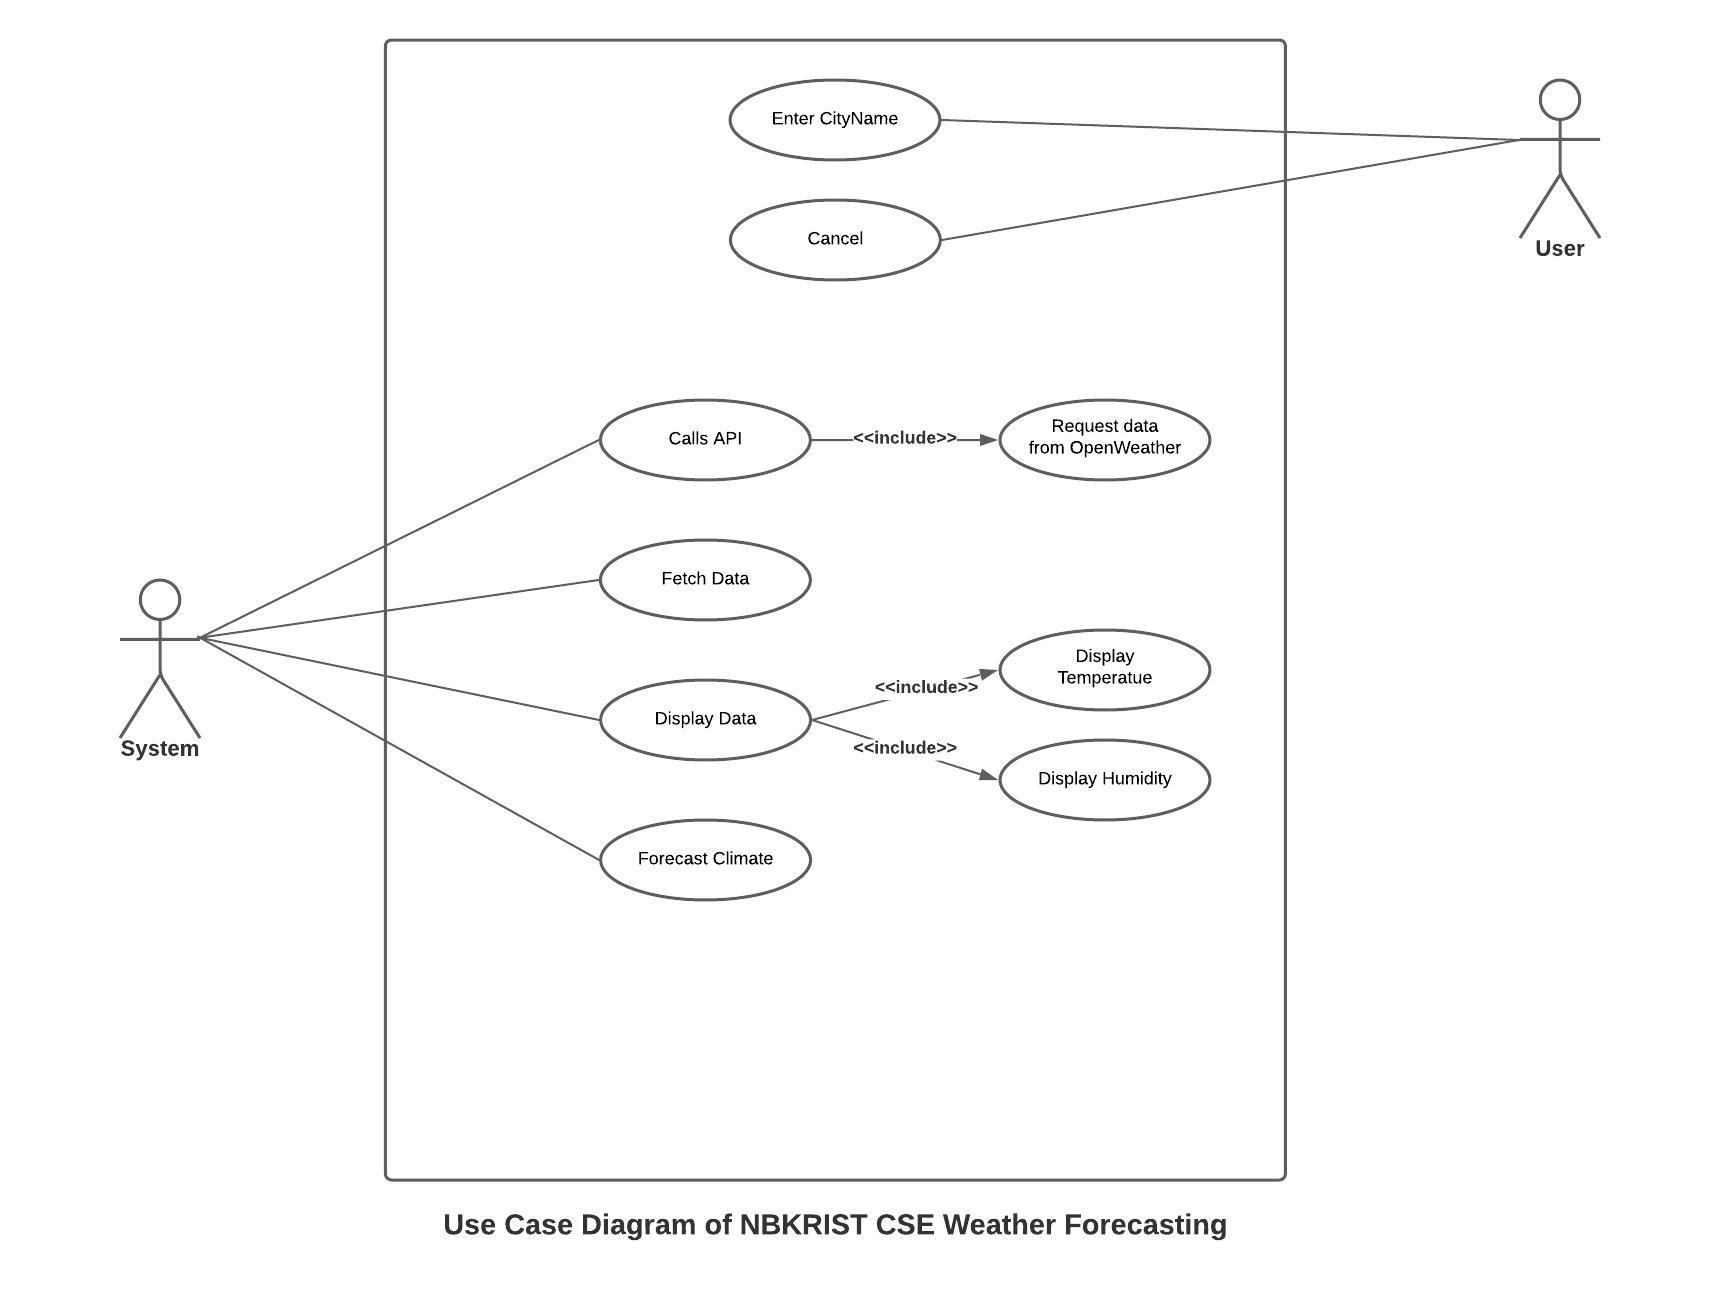 Enter CityName
Cancel
User
Calls API
<<include>>
Request data
from OpenWeather
Fetch Data
System
Display Data
<<include>>
<<include>>
Display
Temperatue
Display Humidity
Forecast Climate
Use Case Diagram of NBKRIST CSE Weather Forecasting